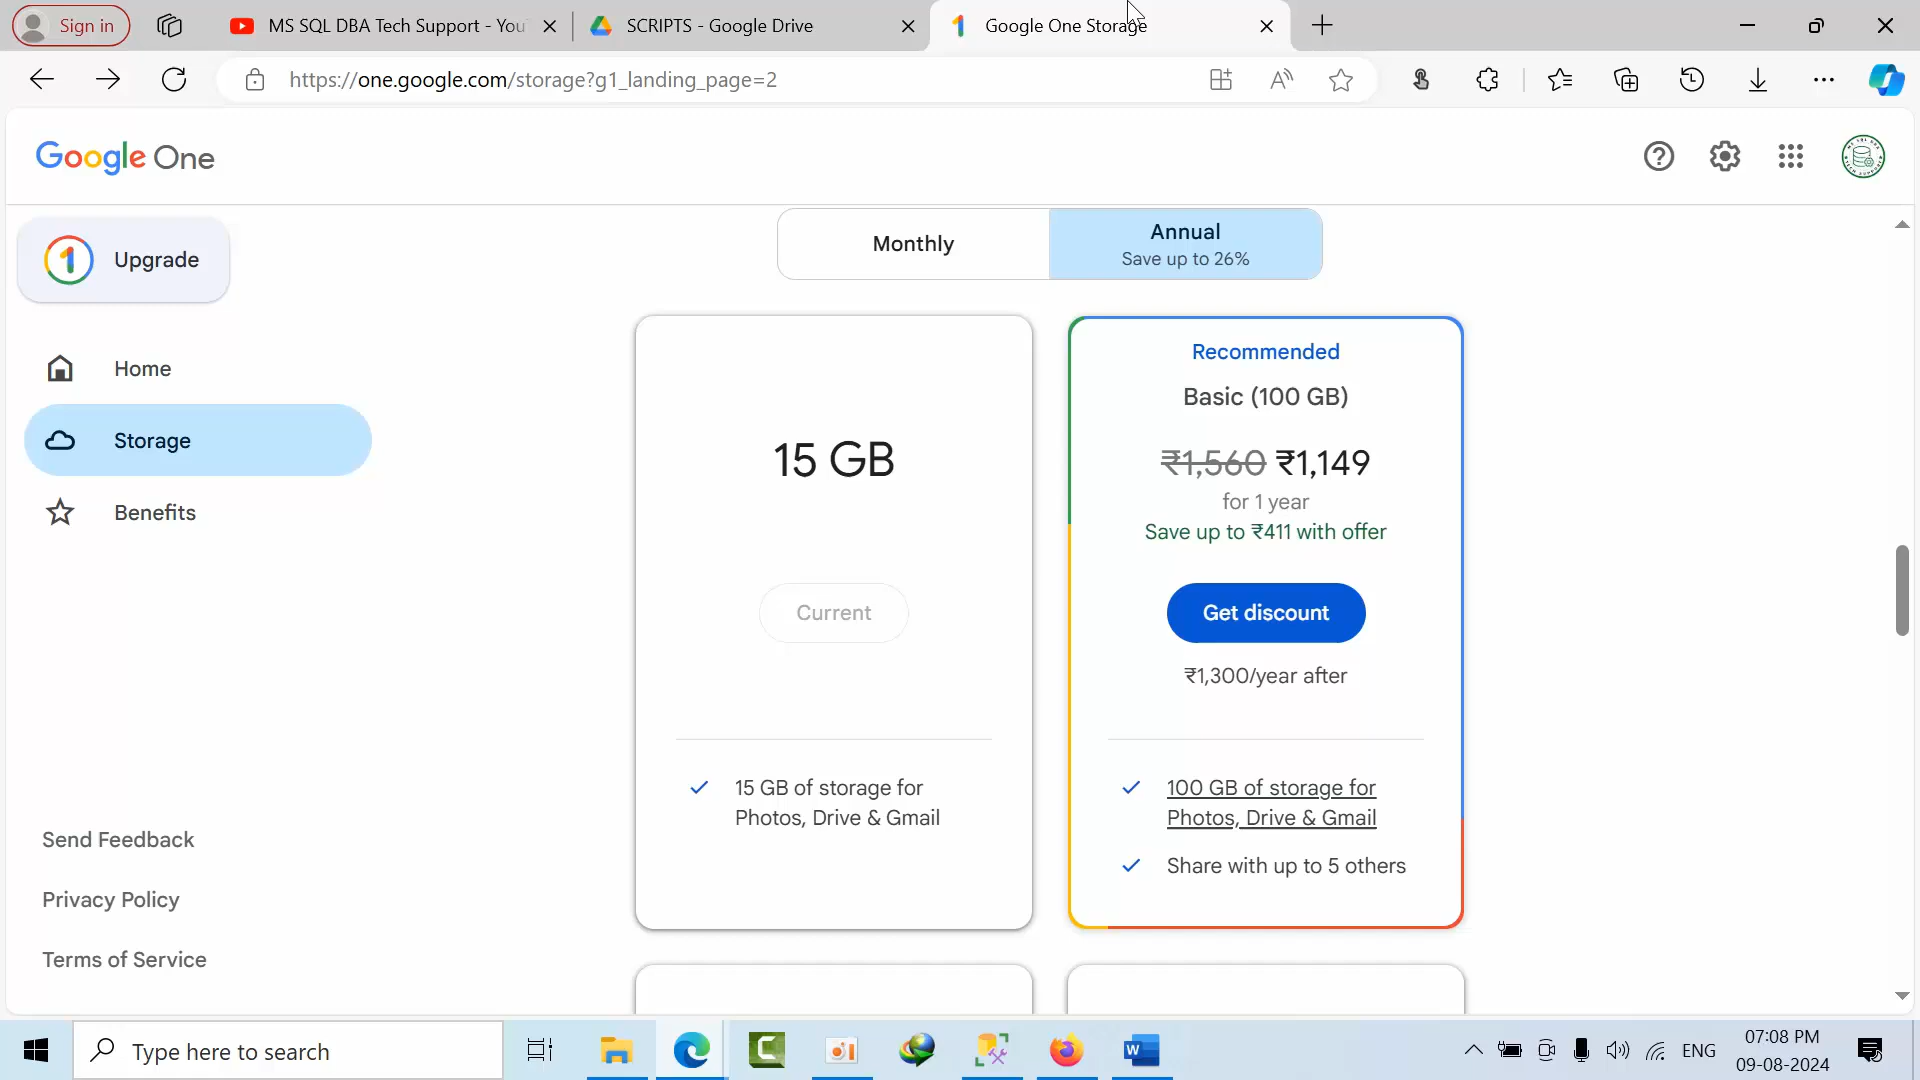 Sign in
MS SQL DBA Tech Support - You
SCRIPTS - Google Drive
Google One Storage
https://one.google.com/storage?g1_landing_page=2
Google One
Upgrade
Home
Storage
Benefits
Send Feedback
Privacy Policy
Terms of Service
Monthly
Annual
Save up to 26%
15 GB
Current
15 GB of storage for
Photos, Drive & Gmail
Recommended
Basic (100 GB)
₹1,560 ₹1,149
for 1 year
Save up to ₹411 with offer
Get discount
₹1,300/year after
100 GB of storage for
Photos, Drive & Gmail
Share with up to 5 others
Type here to search
ENG
07:08 PM
09-08-2024